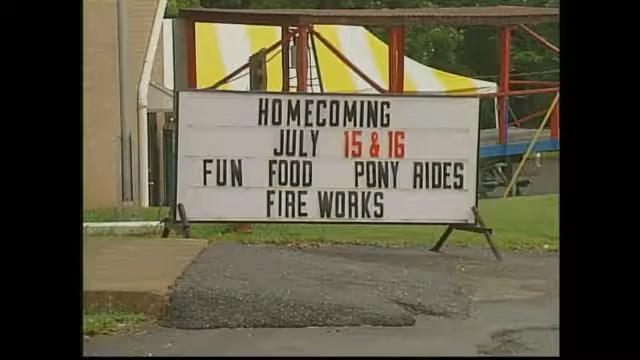 HOMECOMING
JULY 15 & 16
FUN FOOD PONY RIDES
FIRE WORKS